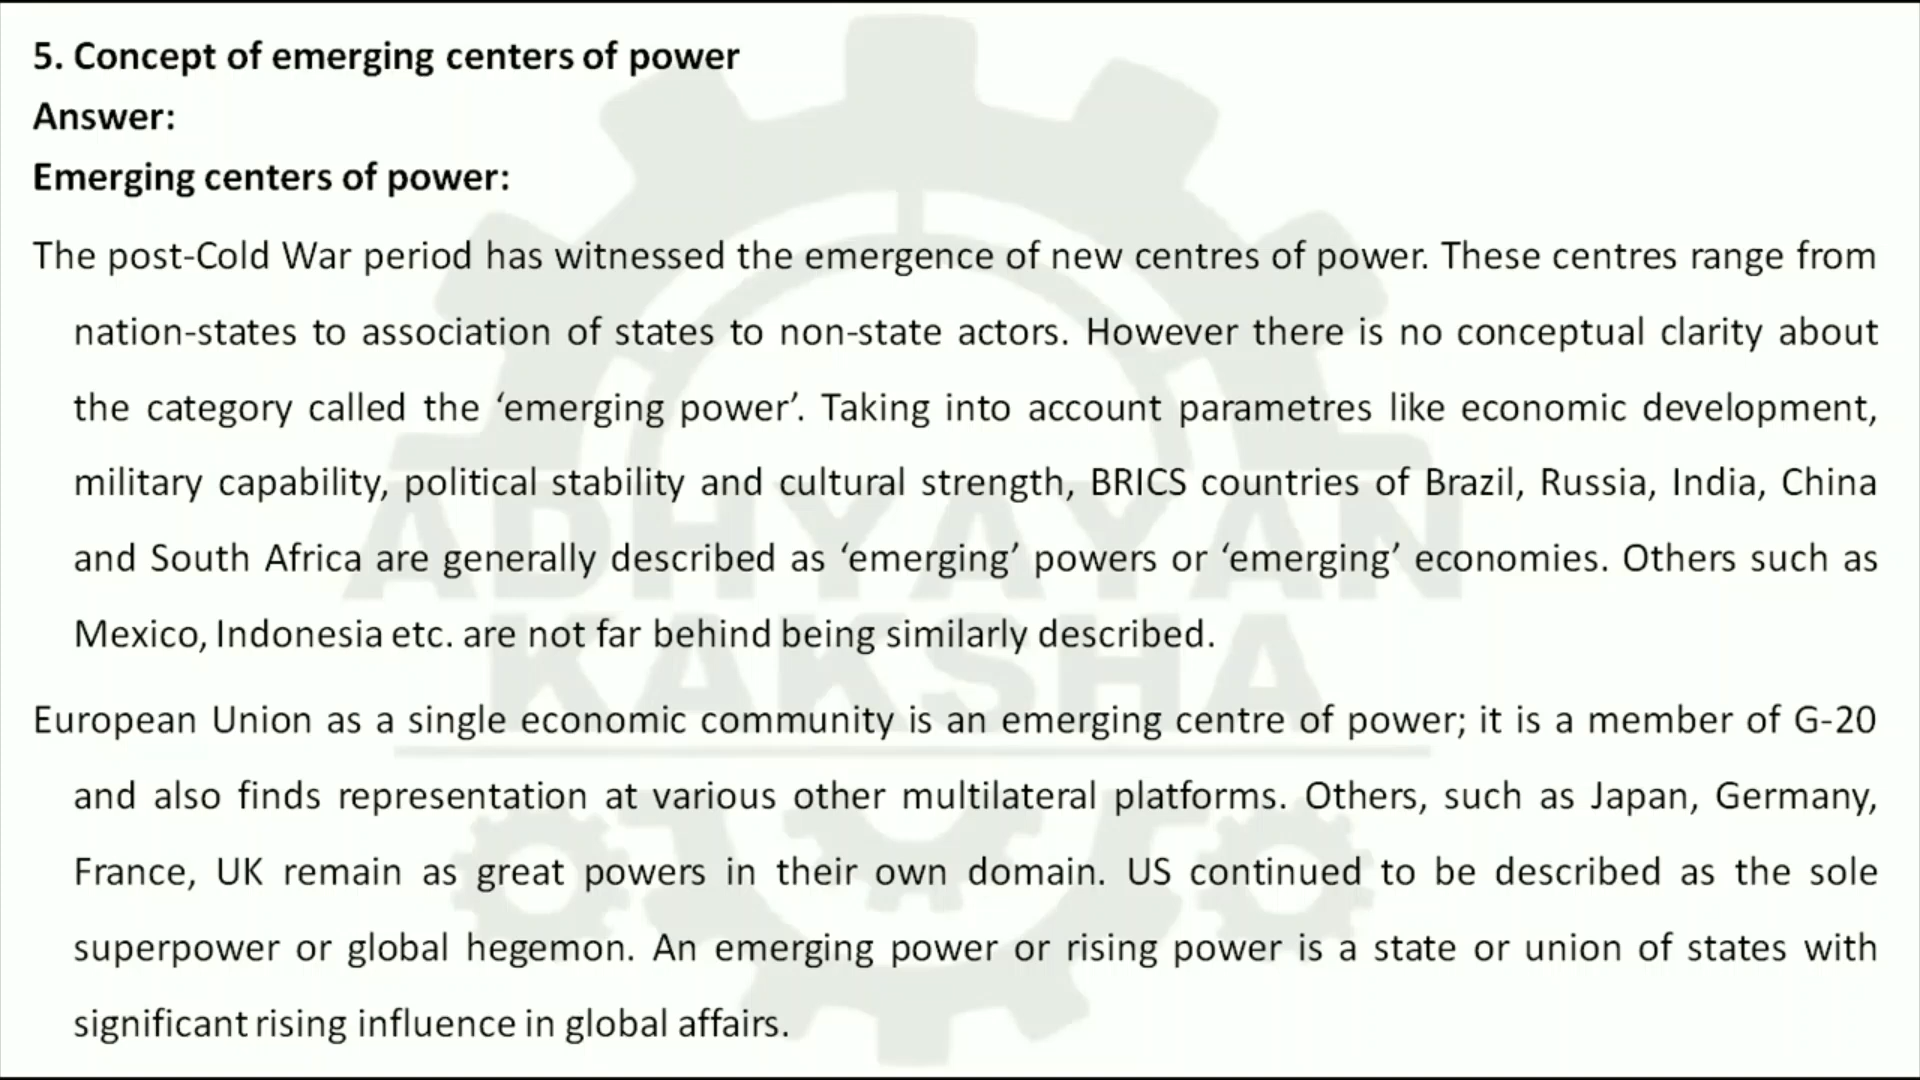 5. Concept of emerging centers of power
Answer:
Emerging centers of power:
The post-Cold War period has witnessed the emergence of new centres of power. These centres range from
nation-states to association of states to non-state actors. However there is no conceptual clarity about
the category called the ‘emerging power’. Taking into account parametres like economic development,
military capability, political stability and cultural strength, BRICS countries of Brazil, Russia, India, China
and South Africa are generally described as ‘emerging’ powers or ‘emerging’ economies. Others such as
Mexico, Indonesia etc. are not far behind being similarly described.
European Union as a single economic community is an emerging centre of power; it is a member of G-20
and also finds representation at various other multilateral platforms. Others, such as Japan, Germany,
France, UK remain as great powers in their own domain. US continued to be described as the sole
superpower or global hegemon. An emerging power or rising power is a state or union of states with
significant rising influence in global affairs.
ADHYAYAN
KAKSHA